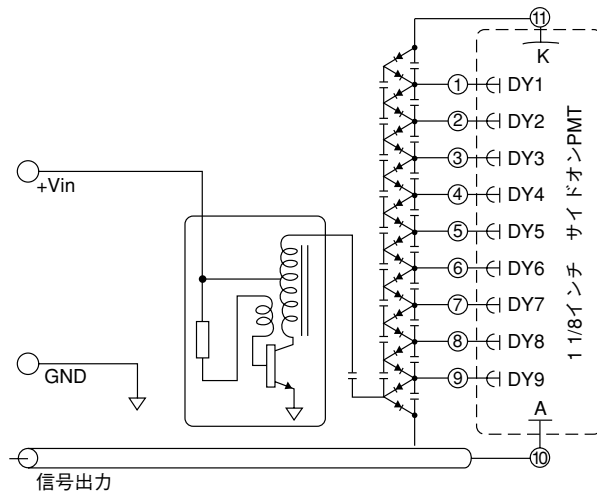 ⑪
K
① DY1
② DY2
③ DY3
④ DY4
⑤ DY5
⑥ DY6
⑦ DY7
⑧ DY8
⑨ DY9
A
⑩
1 1/8インチ サイドオンPMT
+Vin
GND
信号出力